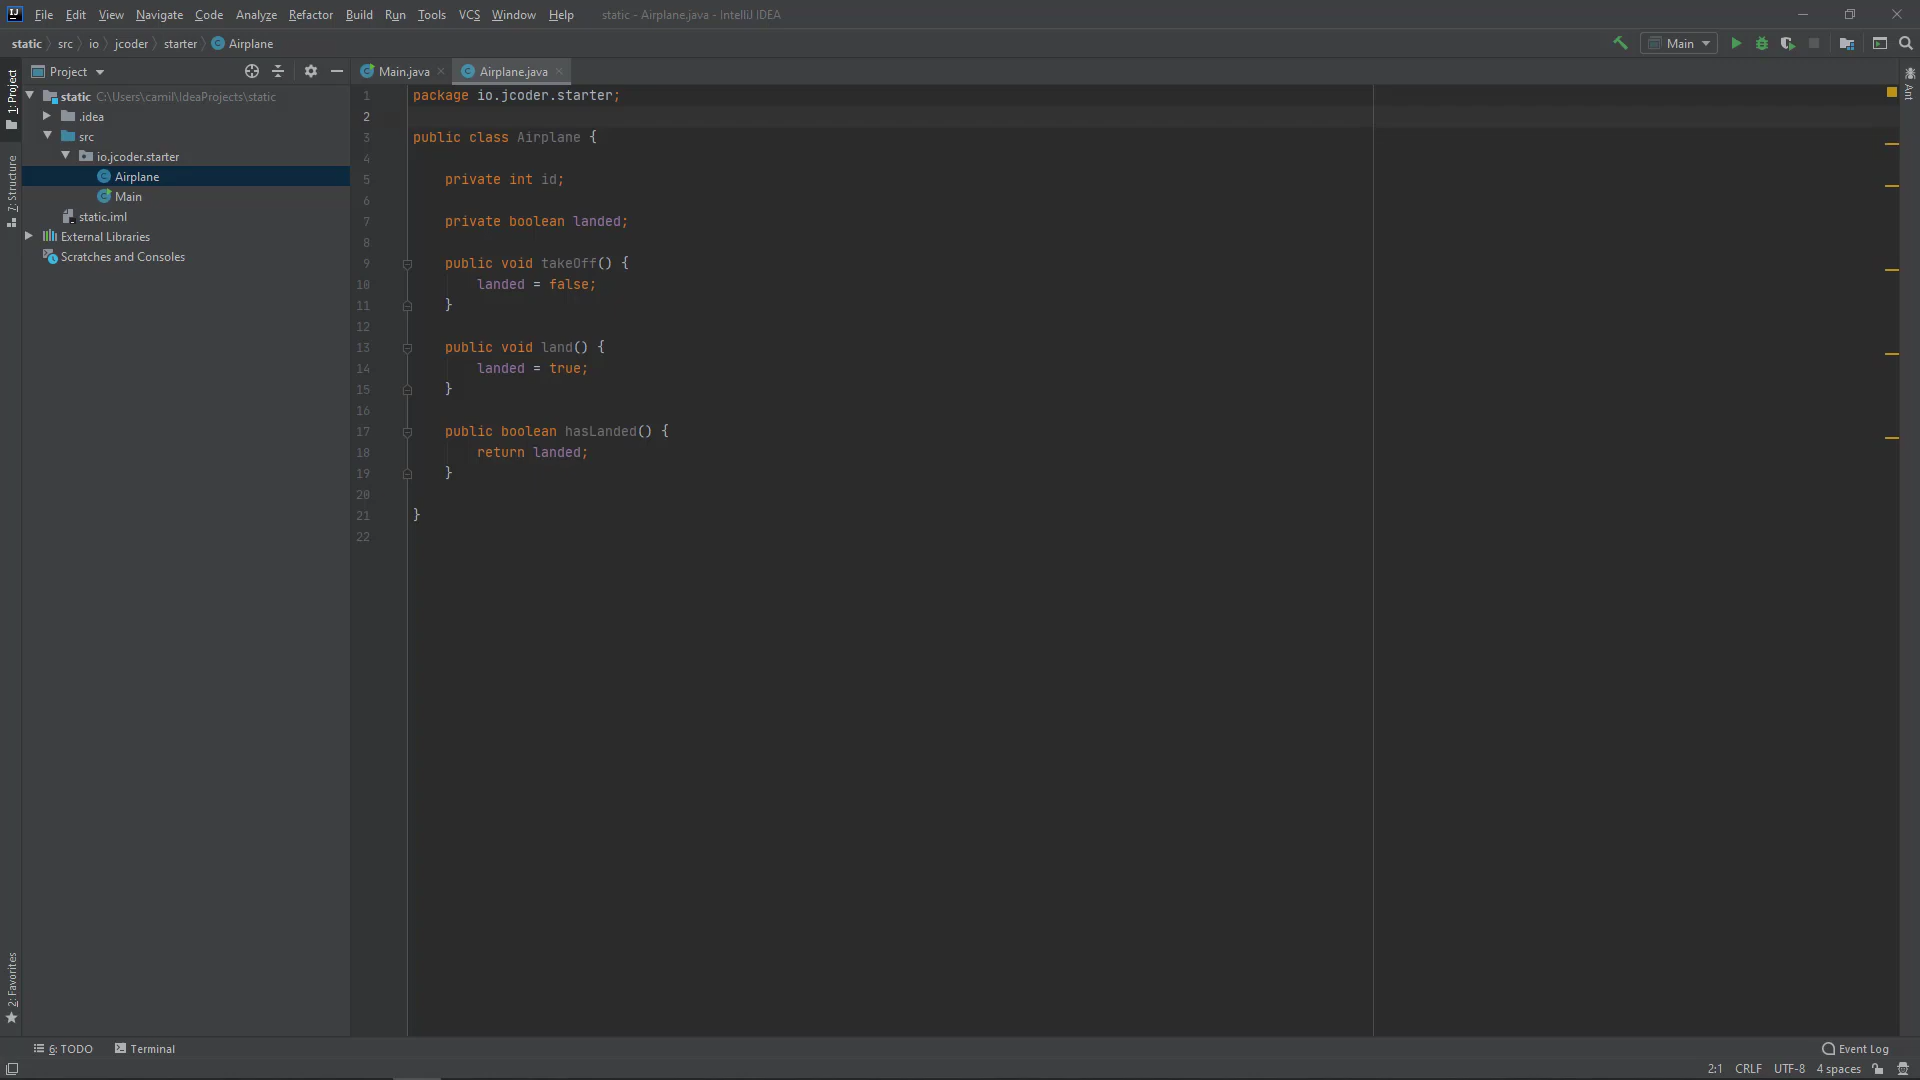 File Edit View Navigate Code Analyze Refactor Build Run Tools VCS Window Help static - Airplane.java - IntelliJ IDEA
static src io jcoder starter Airplane
Main
Project
Main.java
Airplane.java
1: Project
7: Structure
2: Favorites
Ant
static C:\Users\camil\IdeaProjects\static
.idea
src
io.jcoder.starter
Airplane
Main
static.iml
External Libraries
Scratches and Consoles
1 package io.jcoder.starter;
2
3 public class Airplane {
4
5 private int id;
6
7 private boolean landed;
8
9 public void takeOff() {
10 landed = false;
11 }
12
13 public void land() {
14 landed = true;
15 }
16
17 public boolean hasLanded() {
18 return landed;
19 }
20
21 }
22
6: TODO
Terminal
Event Log
2:1 CRLF UTF-8 4 spaces